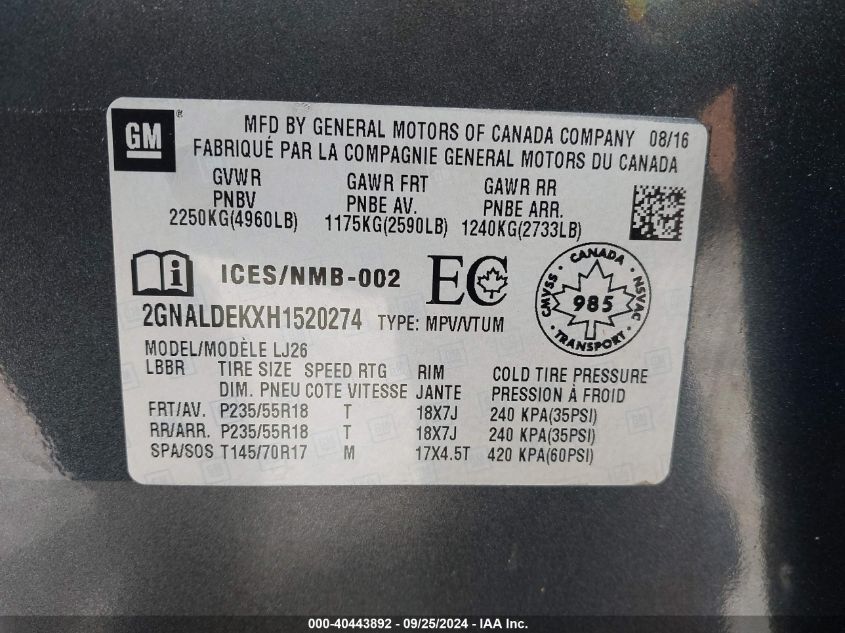 GM ®
MFD BY GENERAL MOTORS OF CANADA COMPANY 08/16
FABRIQUÉ PAR LA COMPAGNIE GENERAL MOTORS DU CANADA
GVWR GAWR FRT GAWR RR
PNBV PNBE AV. PNBE ARR.
2250KG(4960LB) 1175KG(2590LB) 1240KG(2733LB)
i ICES/NMB-002 EC
CANADA
CMVSS 985 NSVAC
TRANSPORT
2GNALDEKXH1520274 TYPE: MPV/VTUM
MODEL/MODÈLE LJ26
LBBR TIRE SIZE SPEED RTG RIM COLD TIRE PRESSURE
DIM. PNEU COTE VITESSE JANTE PRESSION À FROID
FRT/AV. P235/55R18 T 18X7J 240 KPA(35PSI)
RR/ARR. P235/55R18 T 18X7J 240 KPA(35PSI)
SPA/SOS T145/70R17 M 17X4.5T 420 KPA(60PSI)
000-40443892 - 09/25/2024 - IAA Inc.